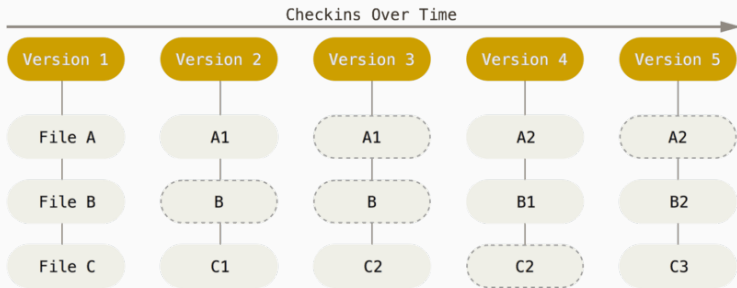 Checkins Over Time
Version 1 Version 2 Version 3 Version 4 Version 5
File A A1 A1 A2 A2
File B B B B1 B2
File C C1 C2 C2 C3